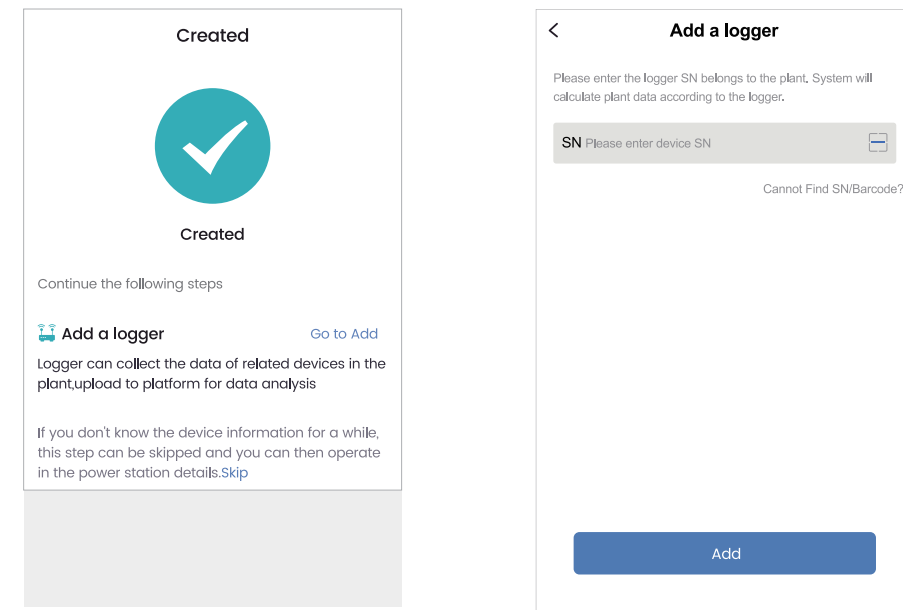 Created
Created
Continue the following steps
Add a logger
Go to Add
Logger can collect the data of related devices in the
plant,upload to platform for data analysis
If you don't know the device information for a while,
this step can be skipped and you can then operate
in the power station details.Skip
Add a logger
Please enter the logger SN belongs to the plant. System will
calculate plant data according to the logger.
SN Please enter device SN
Cannot Find SN/Barcode?
Add